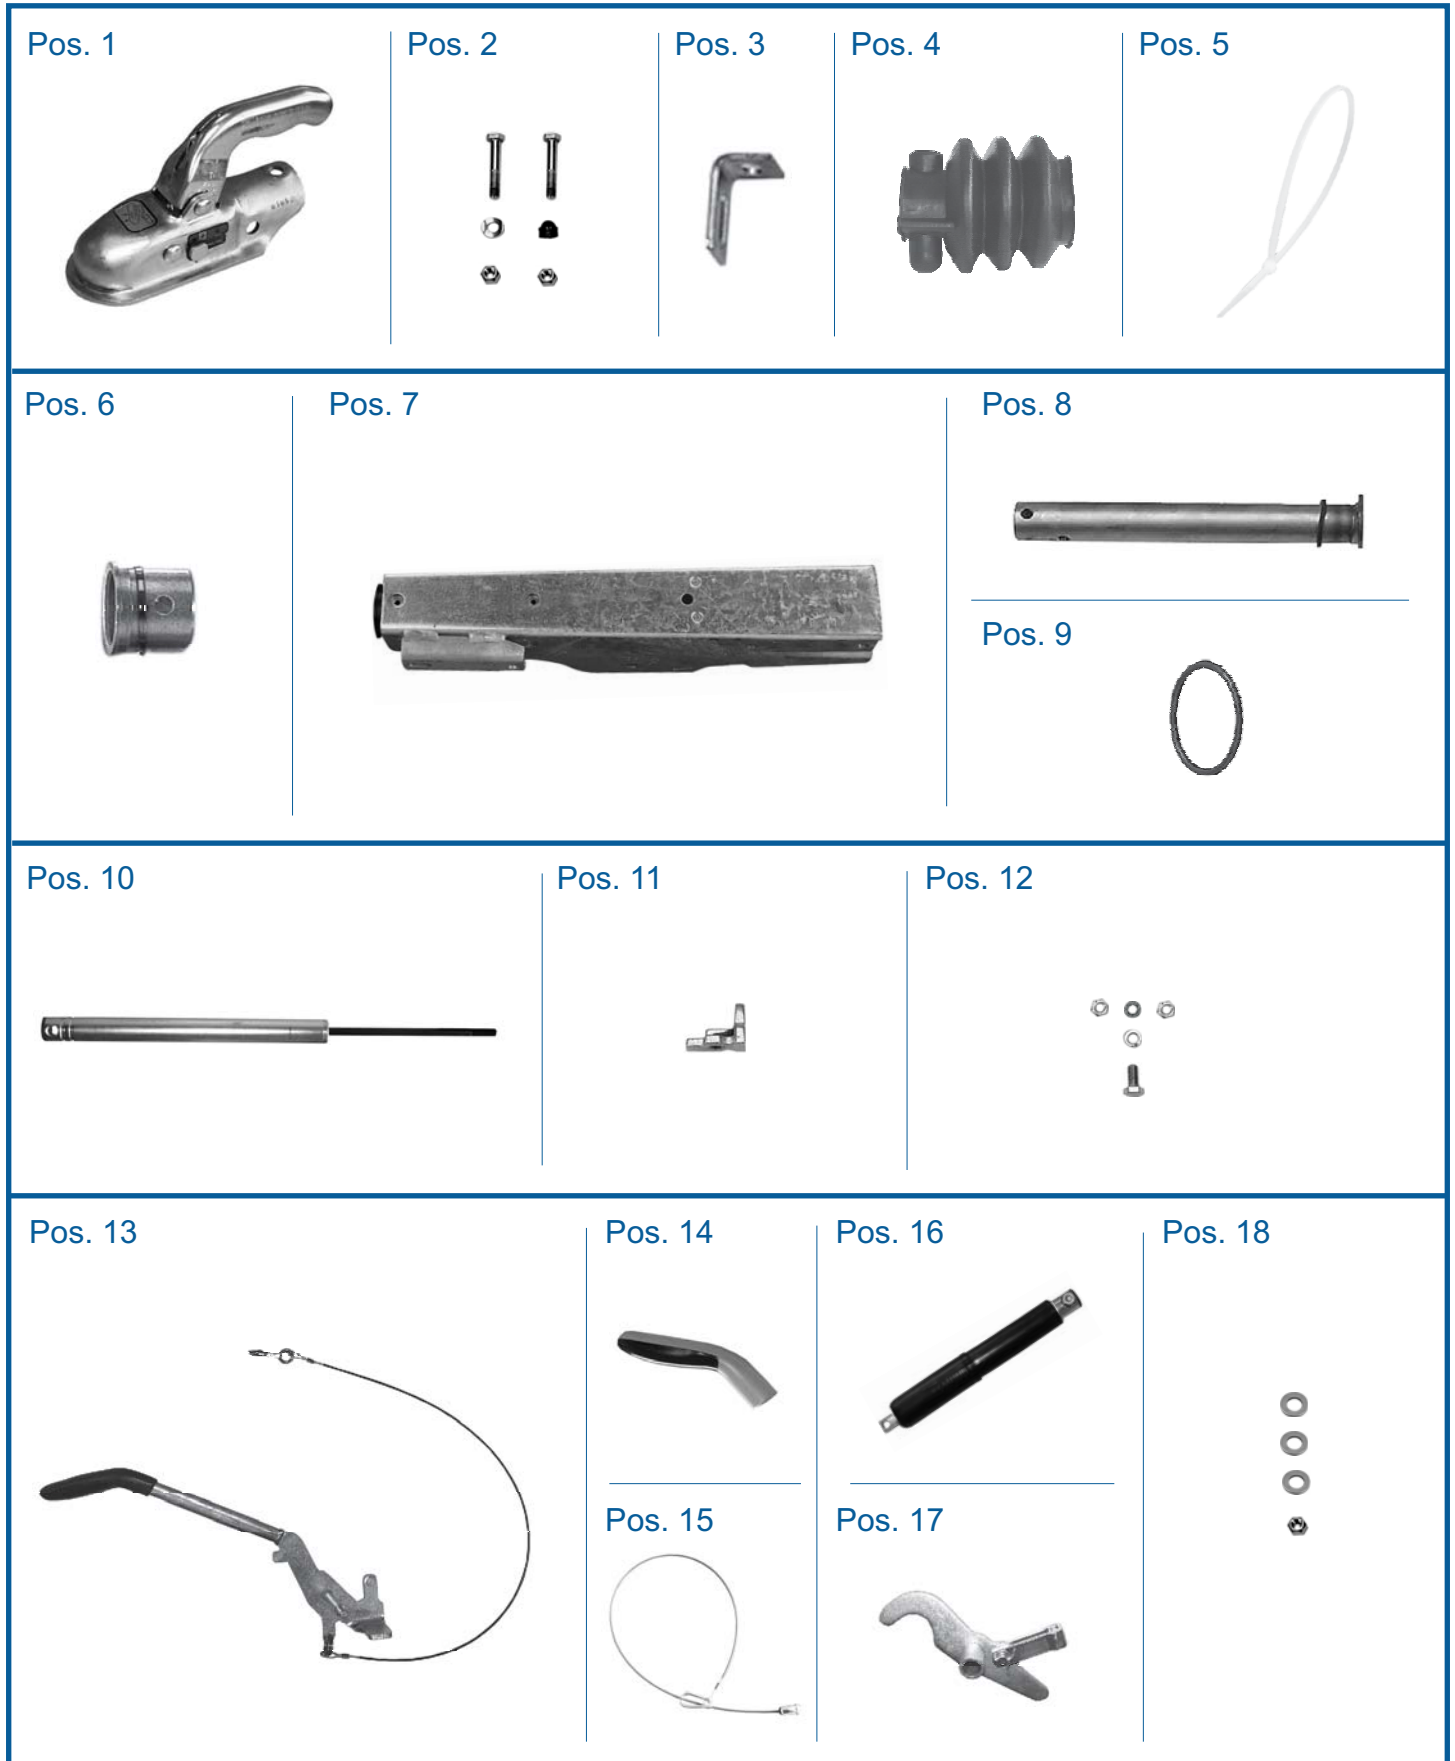 Pos. 1
Pos. 2
Pos. 3
Pos. 4
Pos. 5
Pos. 6
Pos. 7
Pos. 8
Pos. 9
Pos. 10
Pos. 11
Pos. 12
Pos. 13
Pos. 14
Pos. 16
Pos. 18
Pos. 15
Pos. 17